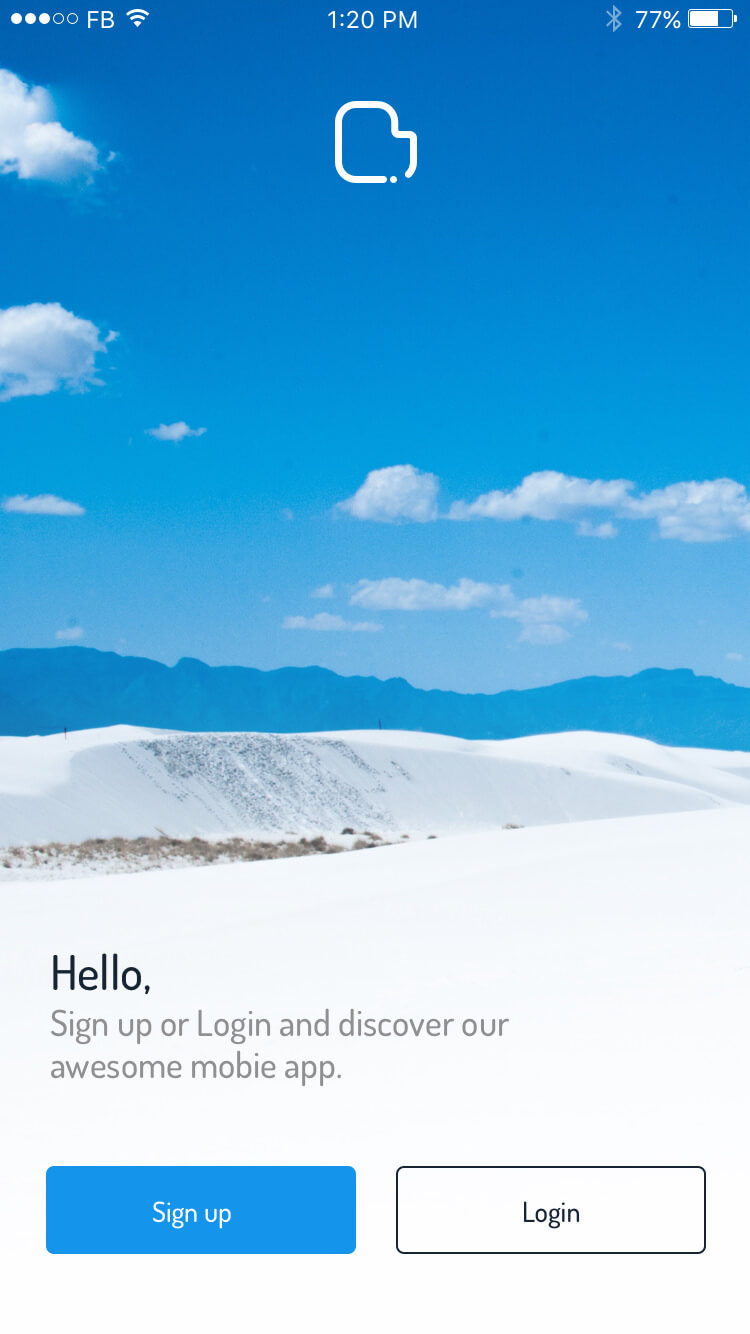 FB 1:20 PM 77%
Hello,
Sign up or Login and discover our
awesome mobie app.
Sign up Login